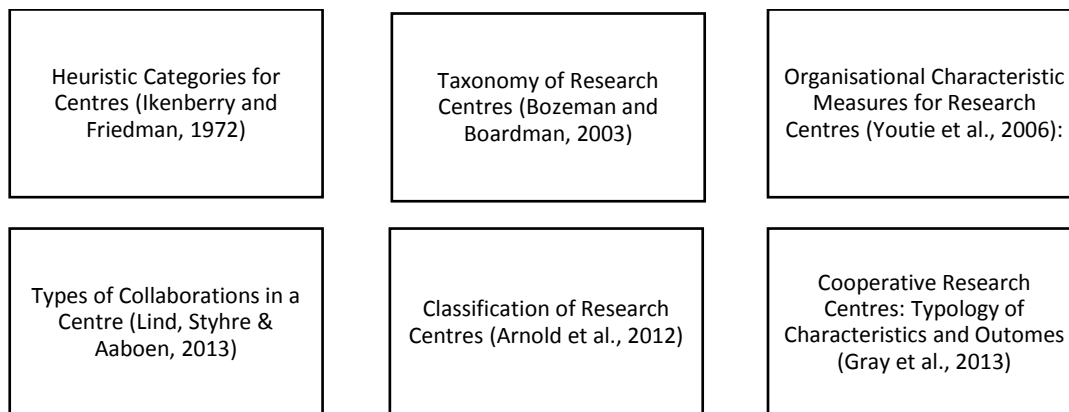 Heuristic Categories for
Centres (Ikenberry and
Friedman, 1972)
Taxonomy of Research
Centres (Bozeman and
Boardman, 2003)
Organisational Characteristic
Measures for Research
Centres (Youtie et al., 2006):
Types of Collaborations in a
Centre (Lind, Styhre &
Aaboen, 2013)
Classification of Research
Centres (Arnold et al., 2012)
Cooperative Research
Centres: Typology of
Characteristics and Outomes
(Gray et al., 2013)